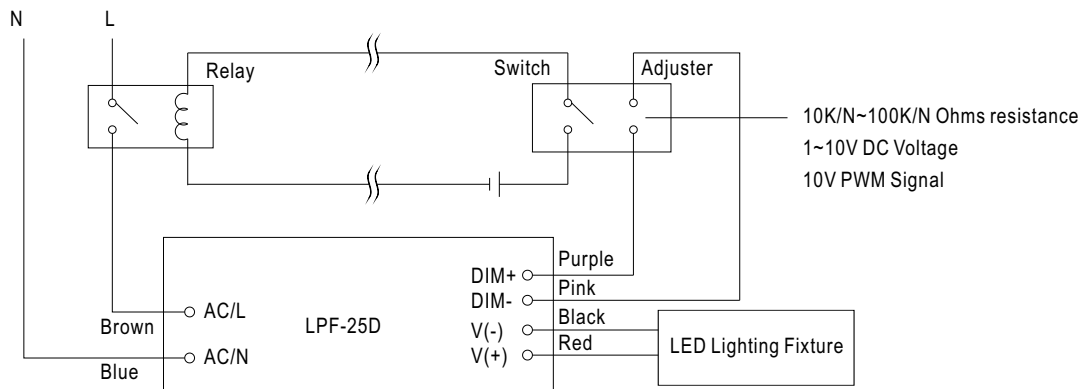 N
L
Relay
Switch
Adjuster
10K/N~100K/N Ohms resistance
1~10V DC Voltage
10V PWM Signal
Purple
DIM+
Pink
DIM-
Black
V(-)
Red
V(+)
AC/L
Brown
LPF-25D
AC/N
Blue
LED Lighting Fixture